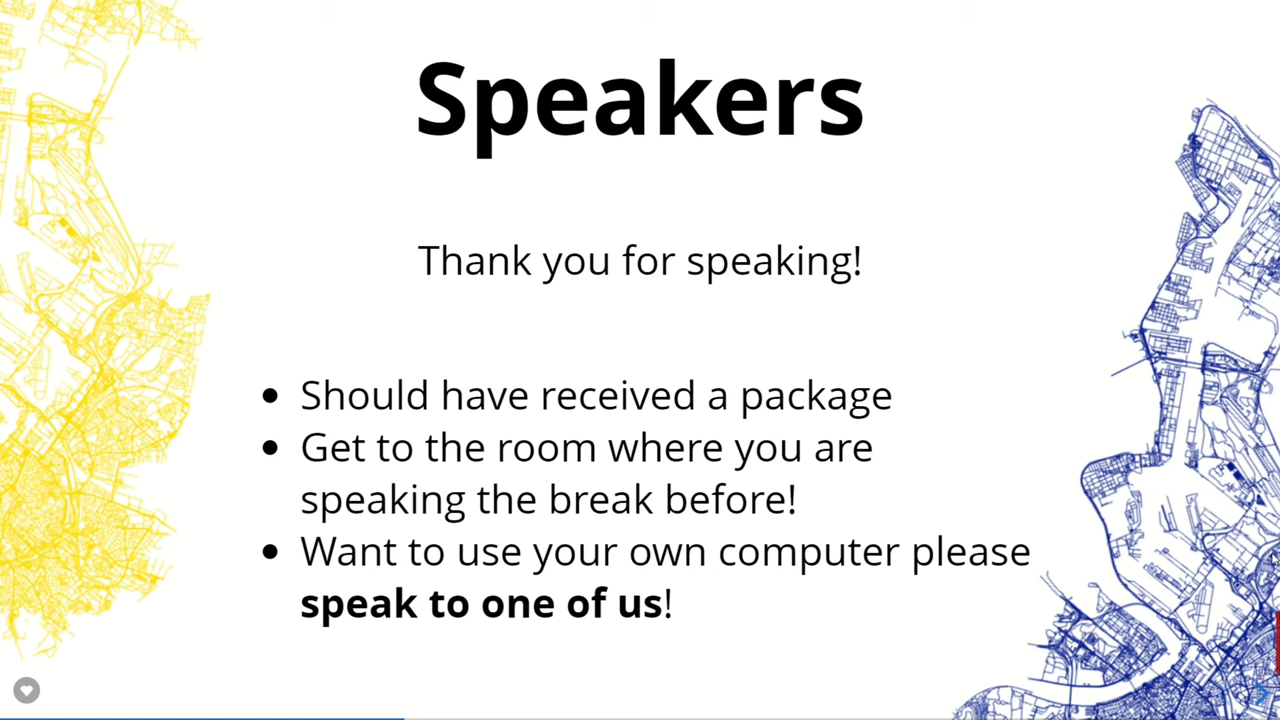 Speakers
Thank you for speaking!
Should have received a package
Get to the room where you are
speaking the break before!
Want to use your own computer please
speak to one of us!